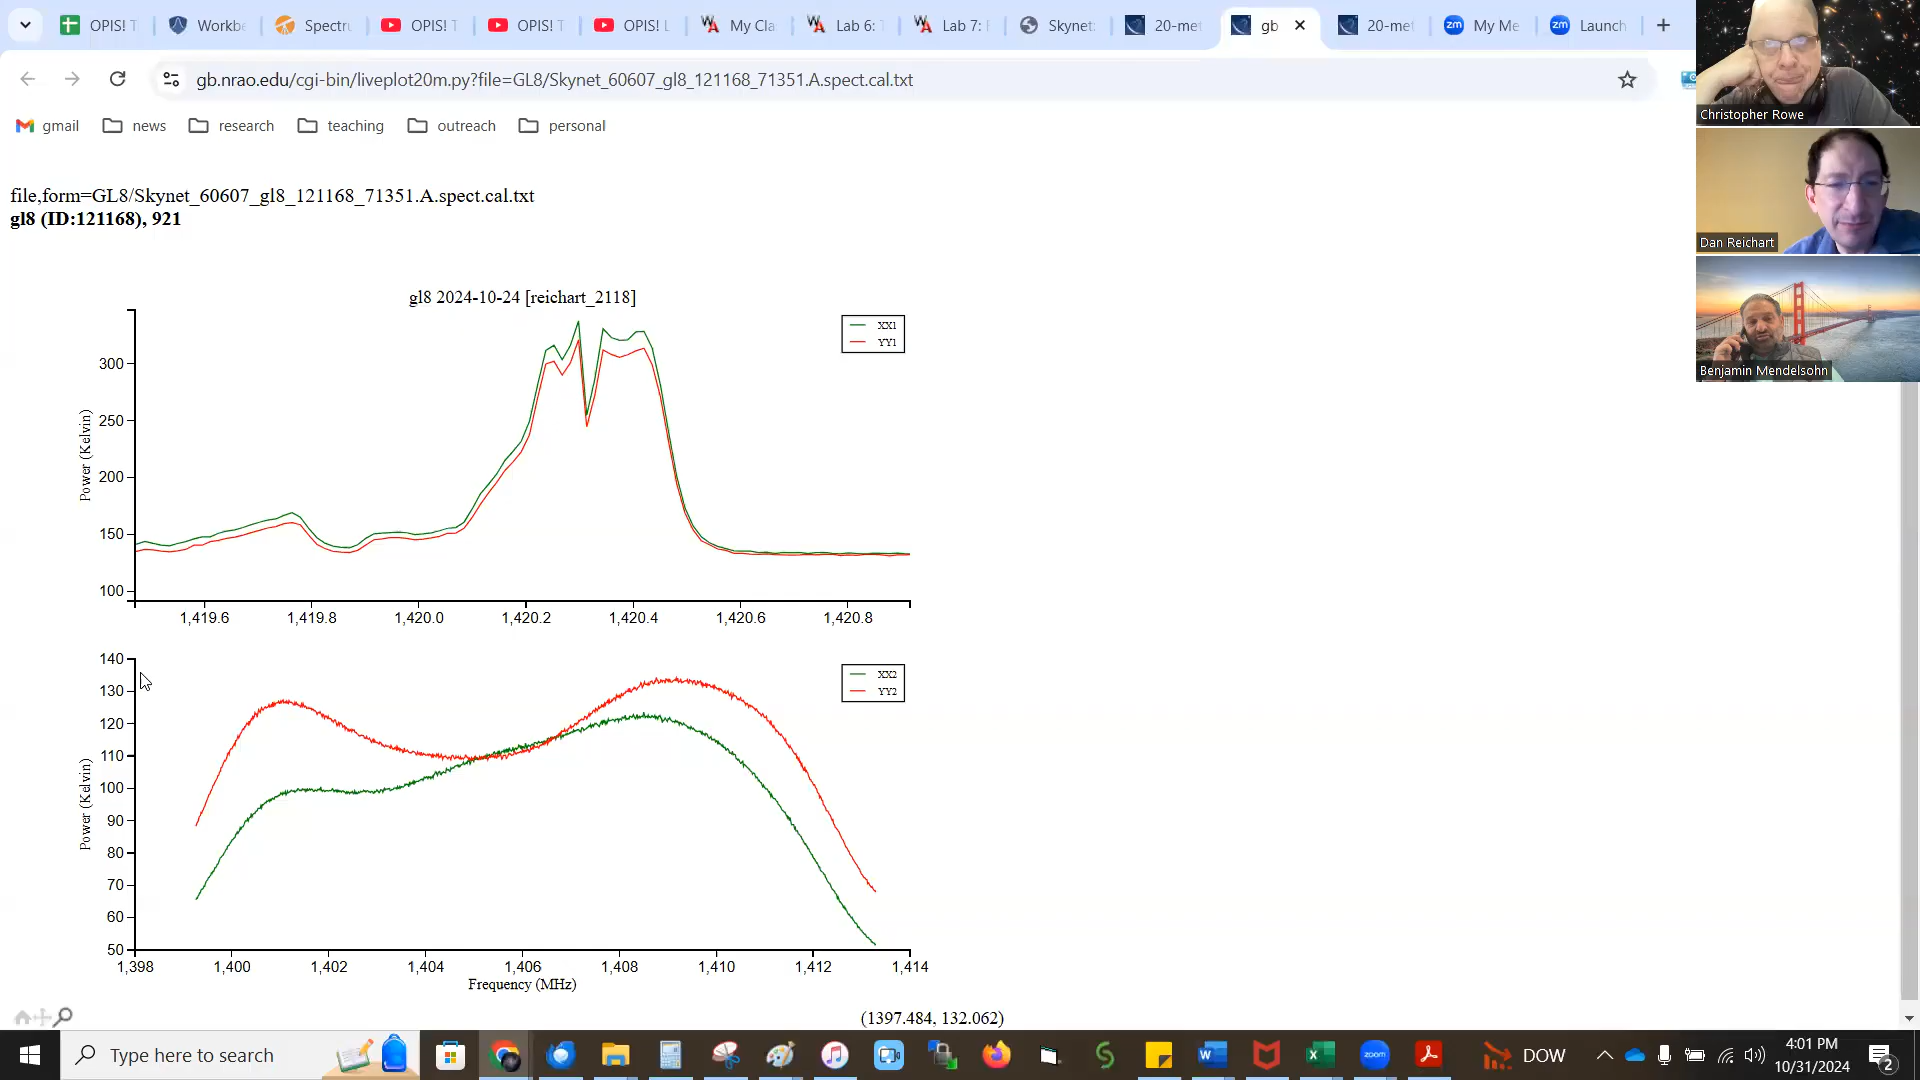 OPIS! T
Workbe
Spectru
OPIS! T
OPIS! T
OPIS! L
My Cla
Lab 6: T
Lab 7: H
Skynet:
20-met
gb
20-met
My Me
Launch
gb.nrao.edu/cgi-bin/liveplot20m.py?file=GL8/Skynet_60607_gl8_121168_71351.A.spect.cal.txt
gmail
news
research
teaching
outreach
personal
Christopher Rowe
Dan Reichart
Benjamin Mendelsohn
file,form=GL8/Skynet_60607_gl8_121168_71351.A.spect.cal.txt
gl8 (ID:121168), 921
gl8 2024-10-24 [reichart_2118]
XX1
YY1
Power (Kelvin)
300
250
200
150
100
1,419.6 1,419.8 1,420.0 1,420.2 1,420.4 1,420.6 1,420.8
XX2
YY2
Power (Kelvin)
140
130
120
110
100
90
80
70
60
50
1,398 1,400 1,402 1,404 1,406 1,408 1,410 1,412 1,414
Frequency (MHz)
(1397.484, 132.062)
Type here to search
zoom
DOW
4:01 PM
10/31/2024
2